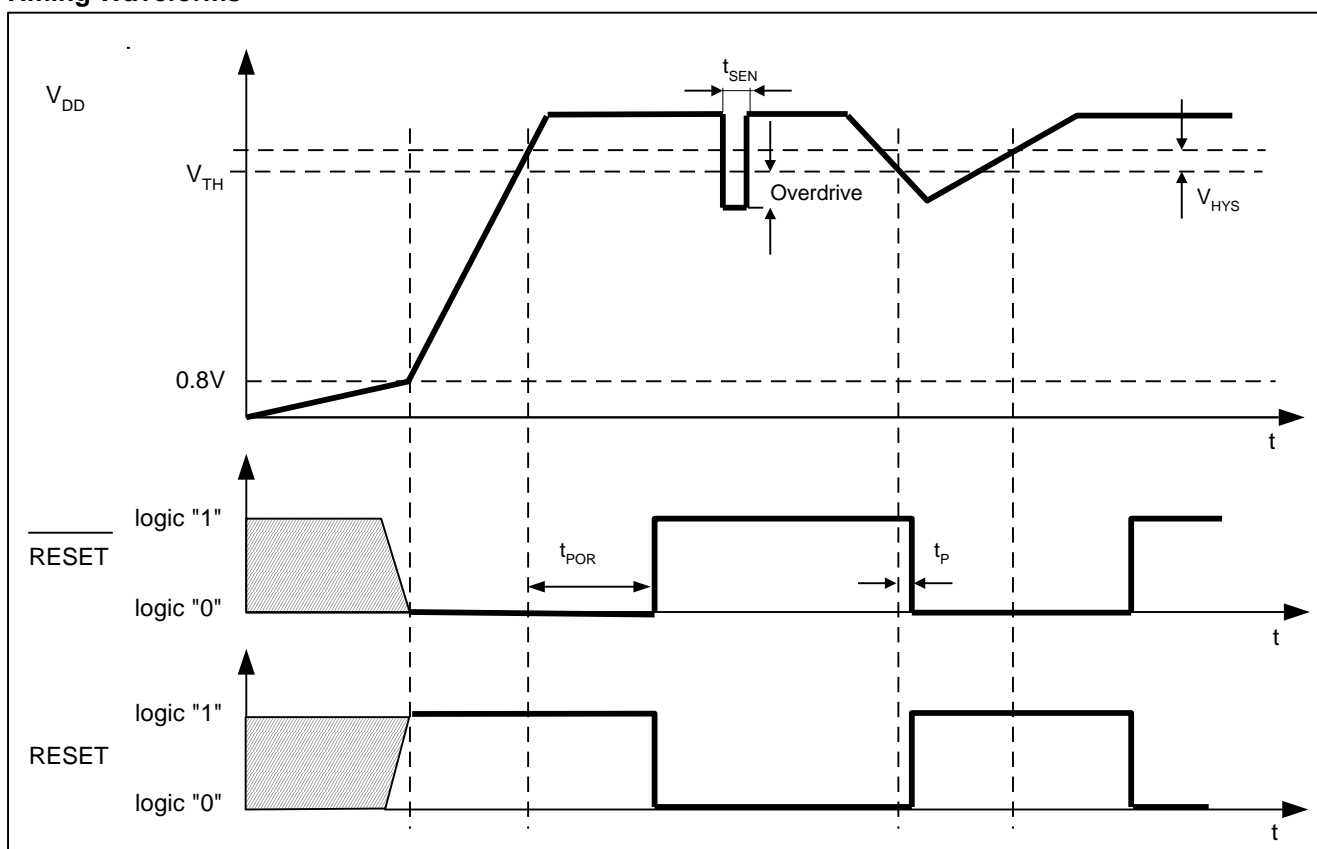 t_SEN
V_DD
V_TH
Overdrive
V_HYS
0.8V
t
logic "1"
RESET
t_POR
t_P
logic "0"
t
logic "1"
RESET
logic "0"
t